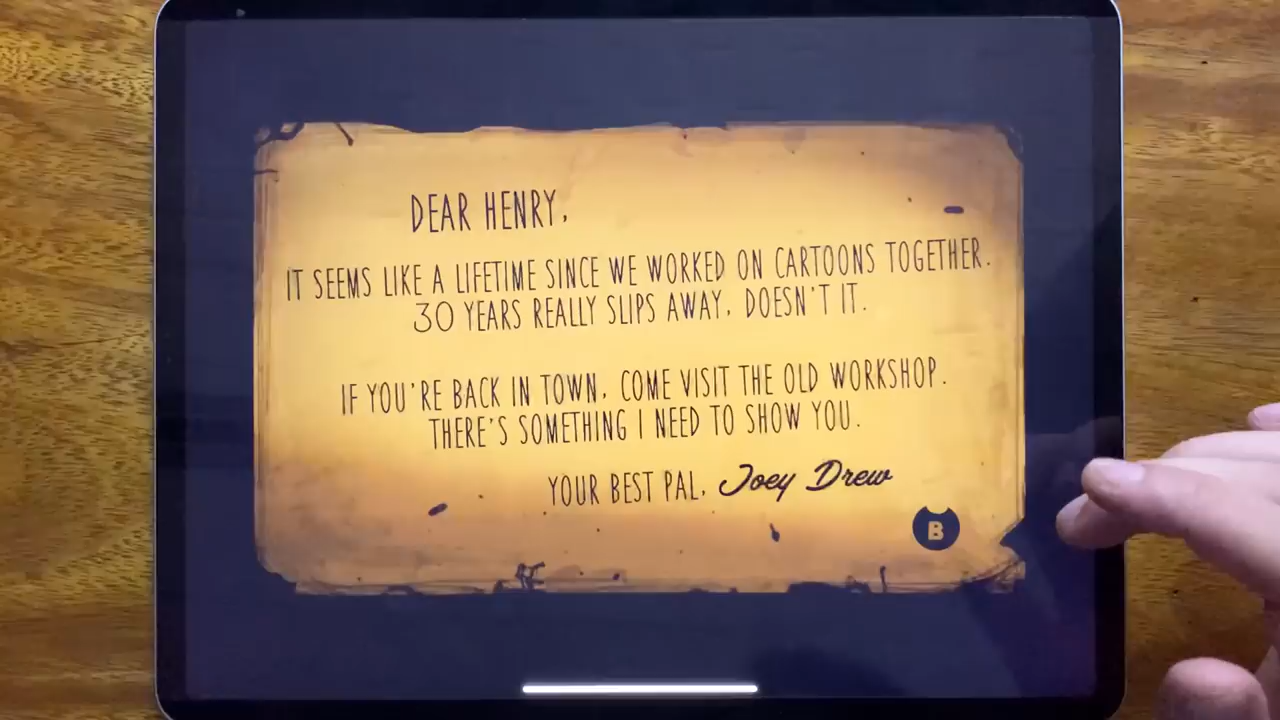 DEAR HENRY,
IT SEEMS LIKE A LIFETIME SINCE WE WORKED ON CARTOONS TOGETHER.
30 YEARS REALLY SLIPS AWAY, DOESN'T IT.
IF YOU'RE BACK IN TOWN, COME VISIT THE OLD WORKSHOP.
THERE'S SOMETHING I NEED TO SHOW YOU.
YOUR BEST PAL, Joey Drew
B